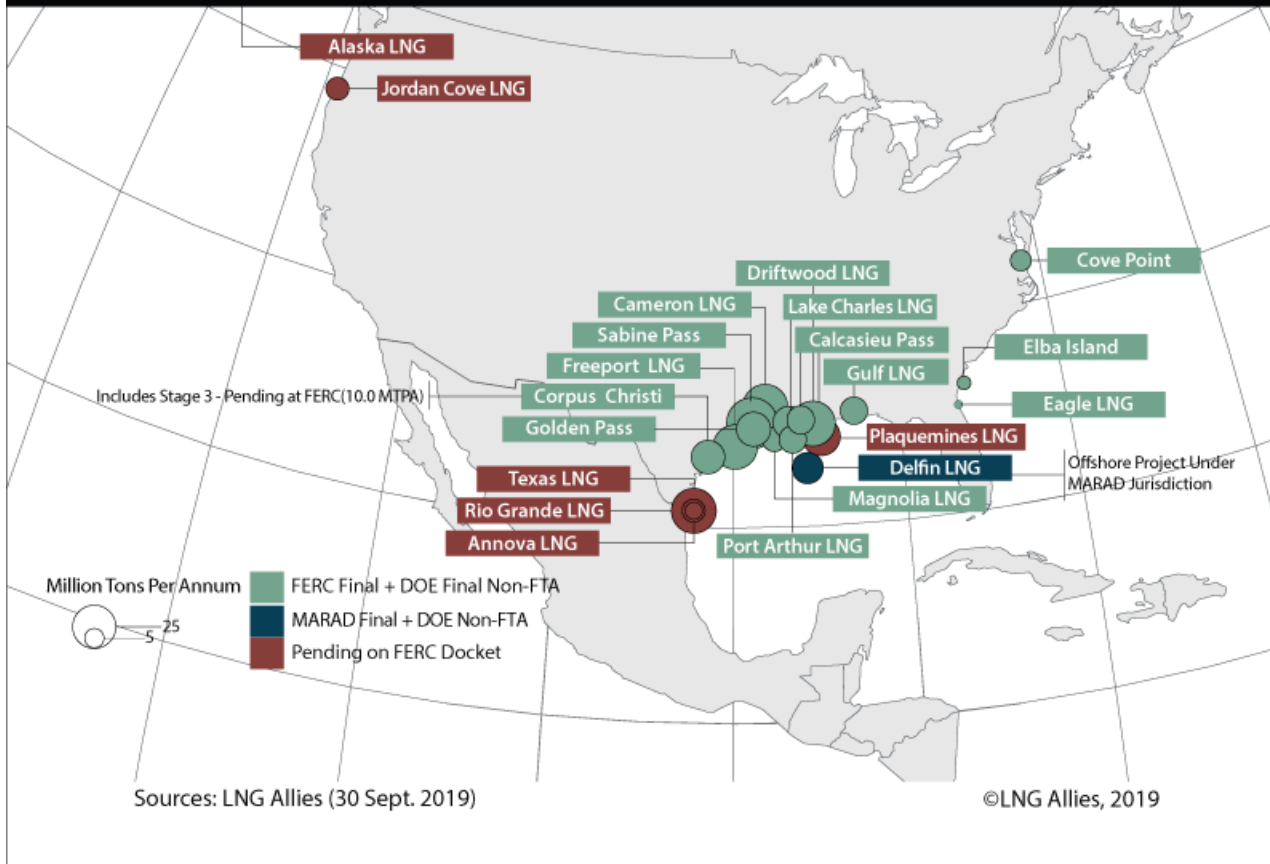 Alaska LNG
Jordan Cove LNG
Cove Point
Driftwood LNG
Cameron LNG
Lake Charles LNG
Sabine Pass
Calcasieu Pass
Elba Island
Freeport LNG
Gulf LNG
Includes Stage 3 - Pending at FERC(10.0 MTPA)
Corpus Christi
Eagle LNG
Golden Pass
Plaquemines LNG
Texas LNG
Delfin LNG
Offshore Project Under
MARAD Jurisdiction
Magnolia LNG
Rio Grande LNG
Annova LNG
Port Arthur LNG
Million Tons Per Annum
25
5
FERC Final + DOE Final Non-FTA
MARAD Final + DOE Non-FTA
Pending on FERC Docket
Sources: LNG Allies (30 Sept. 2019)
©LNG Allies, 2019